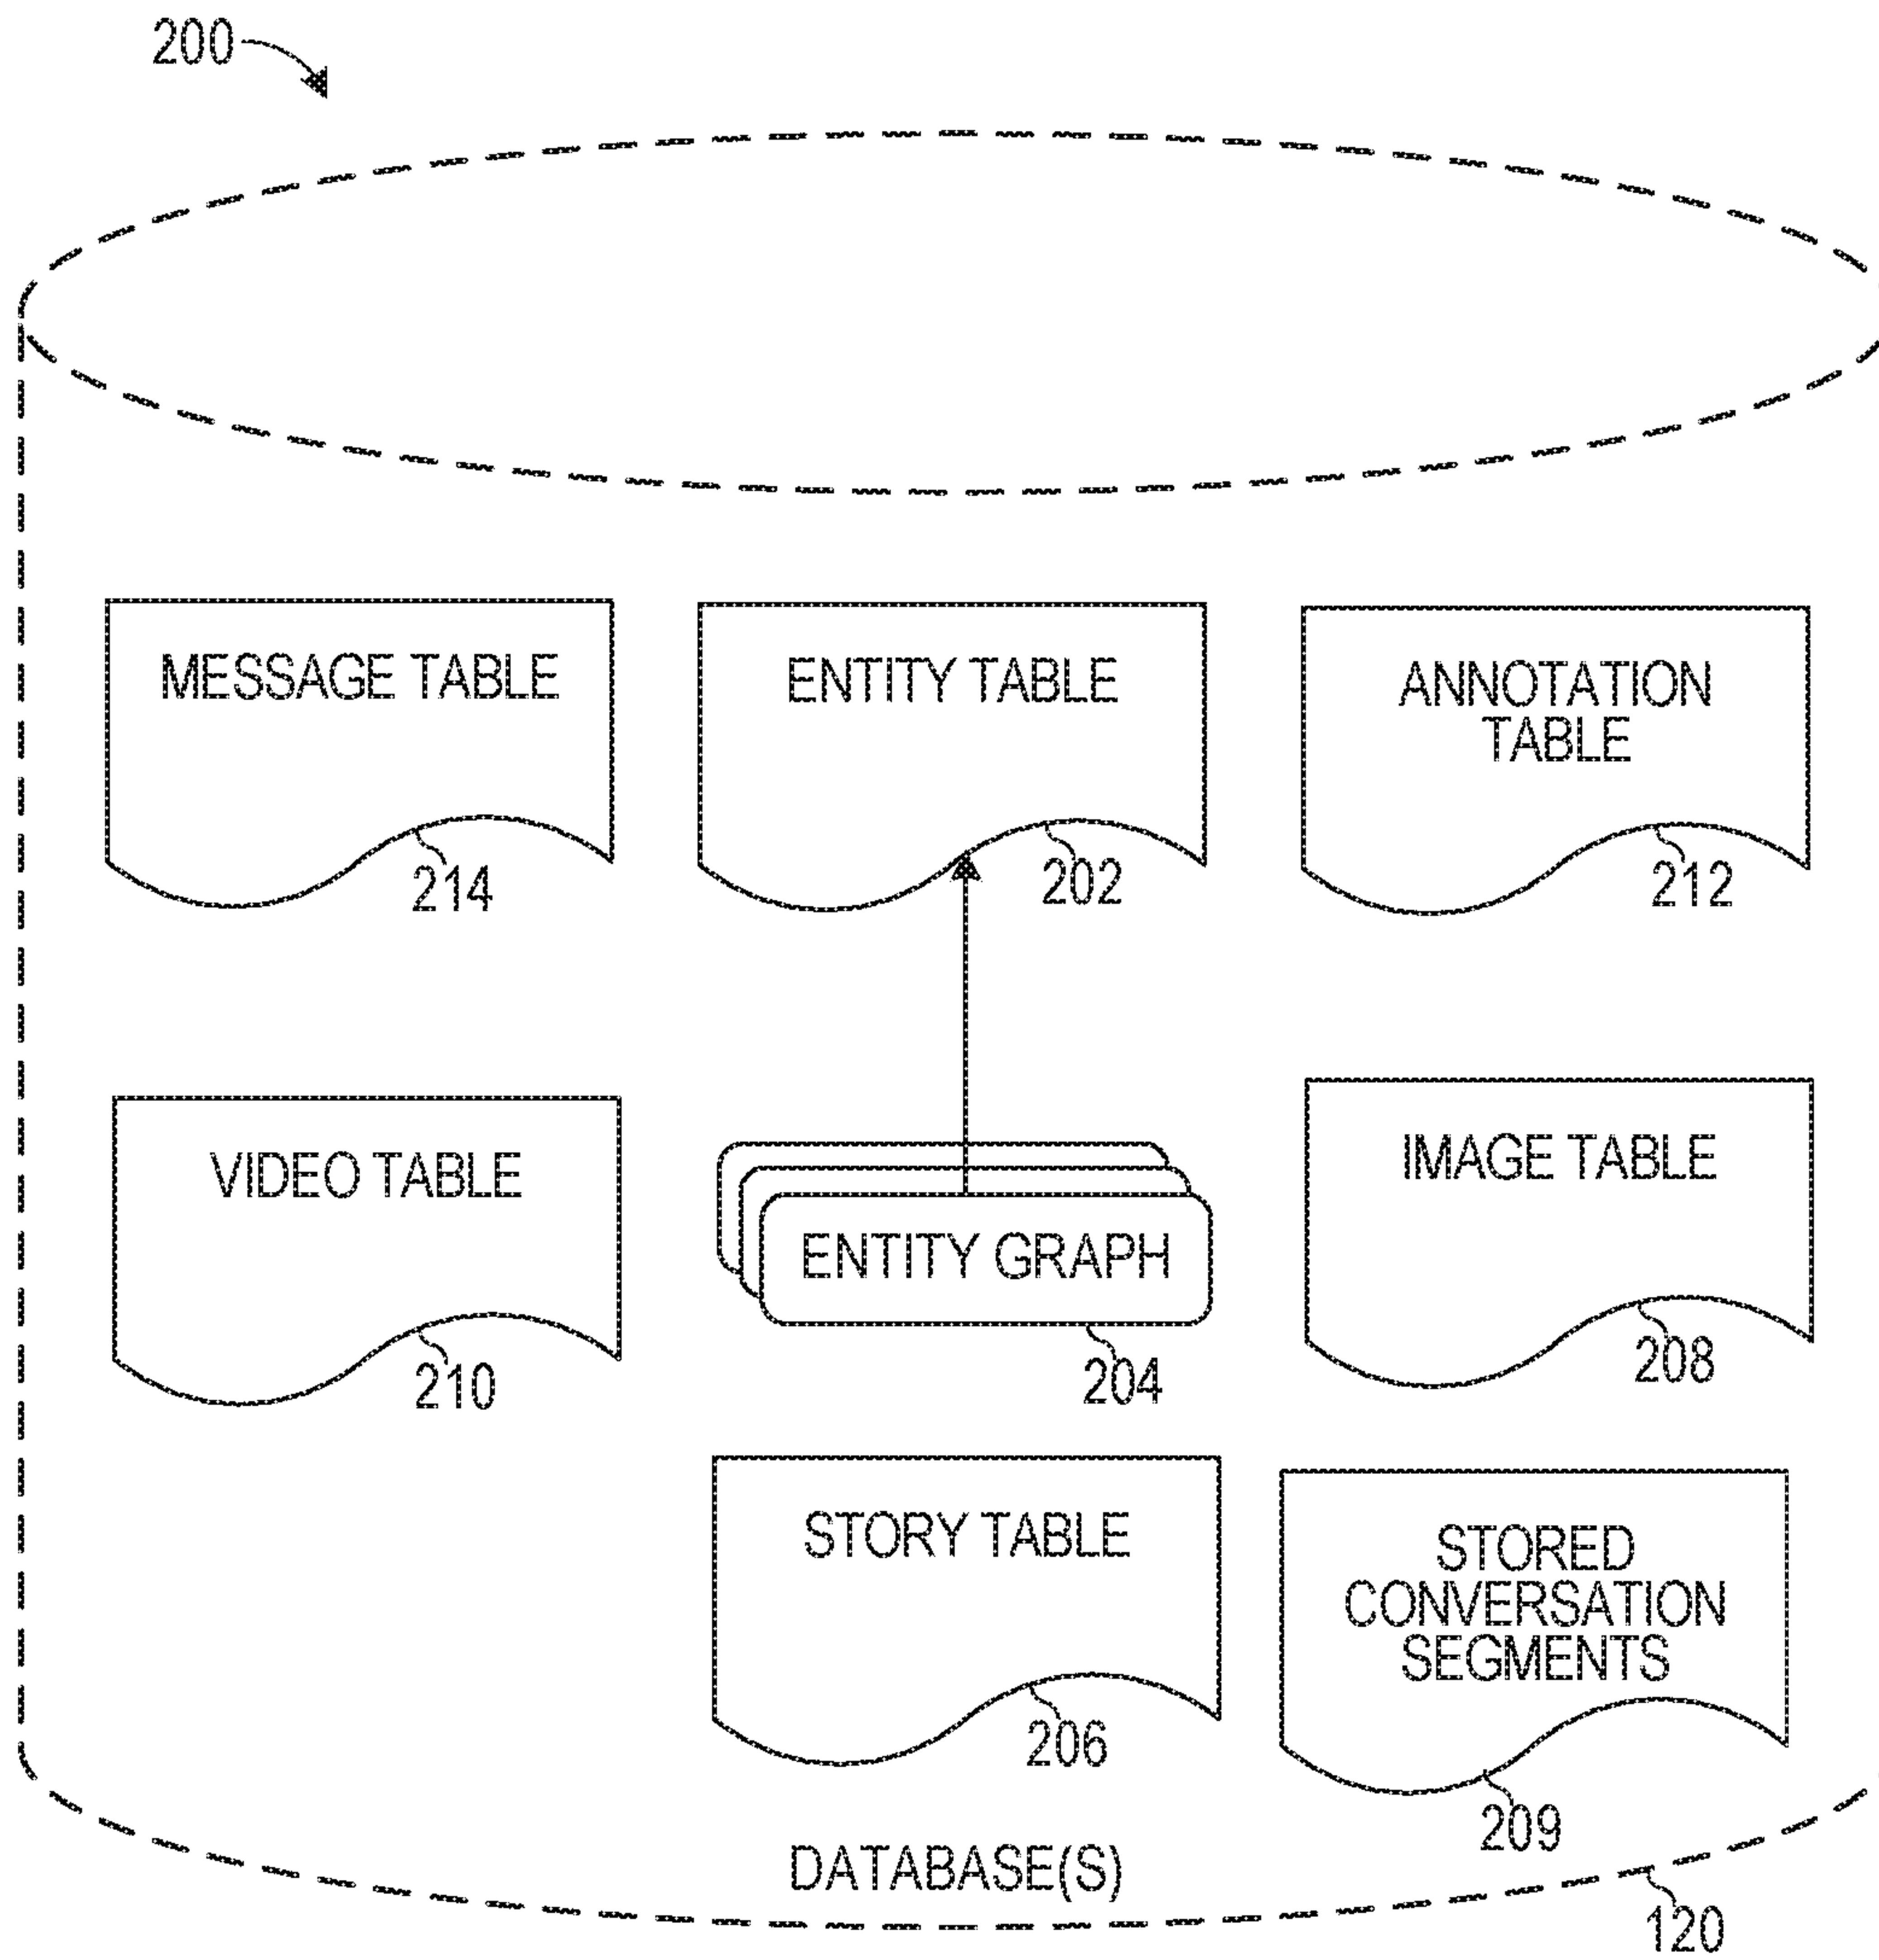 200
MESSAGE TABLE
214
ENTITY TABLE
202
ANNOTATION
TABLE
212
VIDEO TABLE
210
ENTITY GRAPH
204
IMAGE TABLE
208
STORY TABLE
206
STORED
CONVERSATION
SEGMENTS
209
DATABASE(S)
120